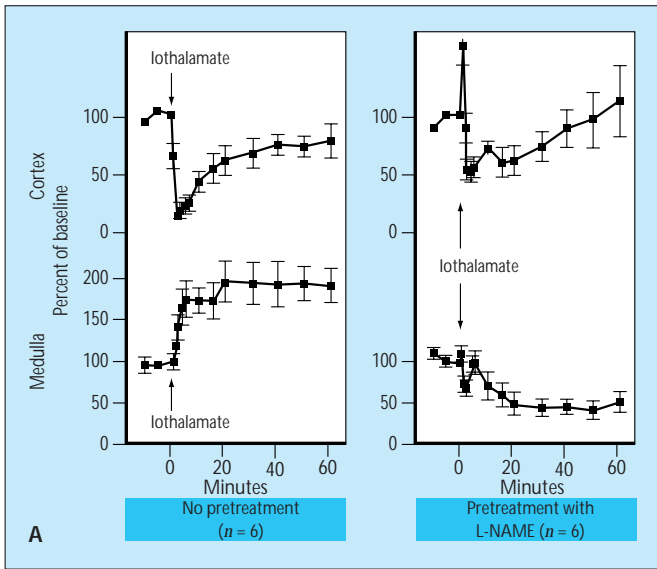 Iothalamate
100
50
0
Cortex
Percent of baseline
200
150
100
50
0
Medulla
Iothalamate
0 20 40 60
Minutes
No pretreatment
(n = 6)
100
50
0
Iothalamate
100
50
0
0 20 40 60
Minutes
Pretreatment with
L-NAME (n = 6)
A